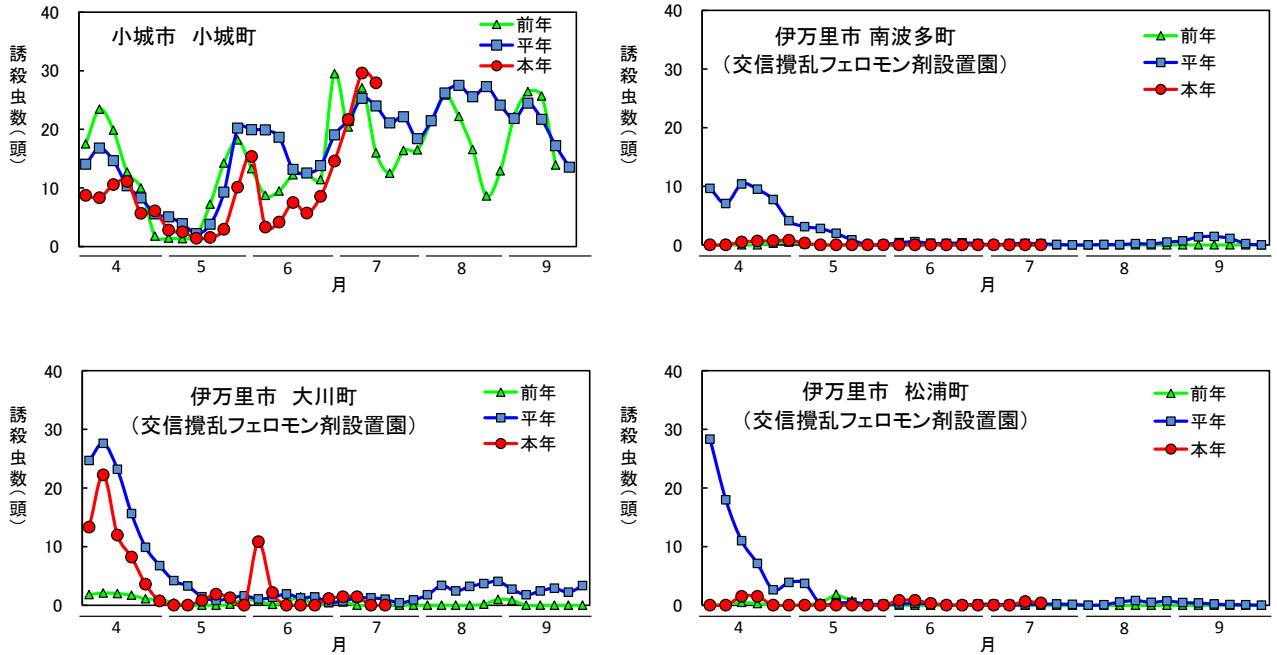 小城市 小城町
前年
平年
本年
誘殺虫数（頭）
40
30
20
10
0
4 5 6 7 8 9
月
伊万里市 南波多町
（交信攪乱フェロモン剤設置園）
前年
平年
本年
誘殺虫数（頭）
40
30
20
10
0
4 5 6 7 8 9
月
伊万里市 大川町
（交信攪乱フェロモン剤設置園）
前年
平年
本年
誘殺虫数（頭）
40
30
20
10
0
4 5 6 7 8 9
月
伊万里市 松浦町
（交信攪乱フェロモン剤設置園）
前年
平年
本年
誘殺虫数（頭）
40
30
20
10
0
4 5 6 7 8 9
月